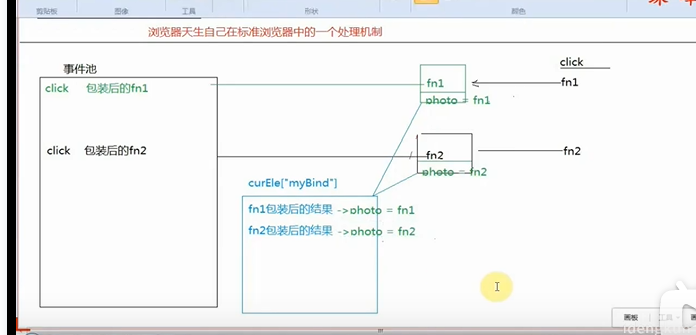 剪贴板 图像 工具 形状 颜色
浏览器天生自己在标准浏览器中的一个处理机制
事件池
click
click 包装后的fn1
fn1
fn1
photo = fn1
click 包装后的fn2
fn2
fn2
photo = fn2
curEle["myBind"]
fn1包装后的结果 ->photo = fn1
fn2包装后的结果 ->photo = fn2
画板 工具